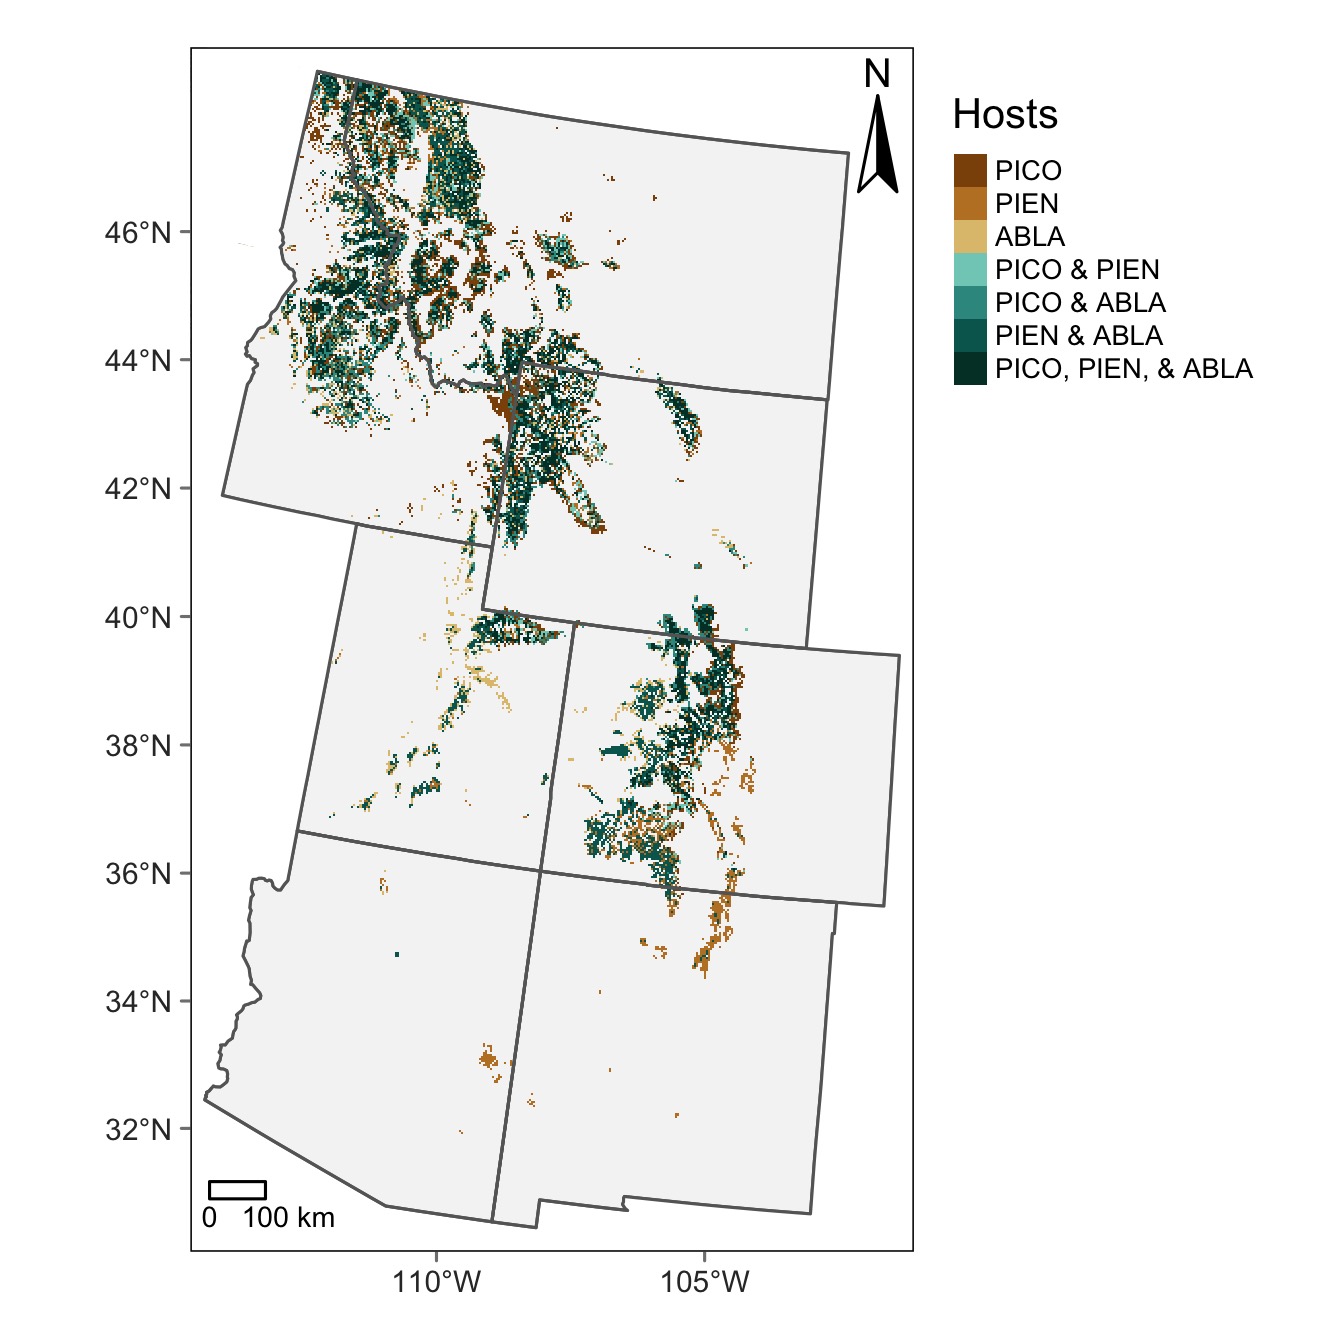 N
Hosts
PICO
PIEN
ABLA
PICO & PIEN
PICO & ABLA
PIEN & ABLA
PICO, PIEN, & ABLA
46°N
44°N
42°N
40°N
38°N
36°N
34°N
32°N
0 100 km
110°W 105°W